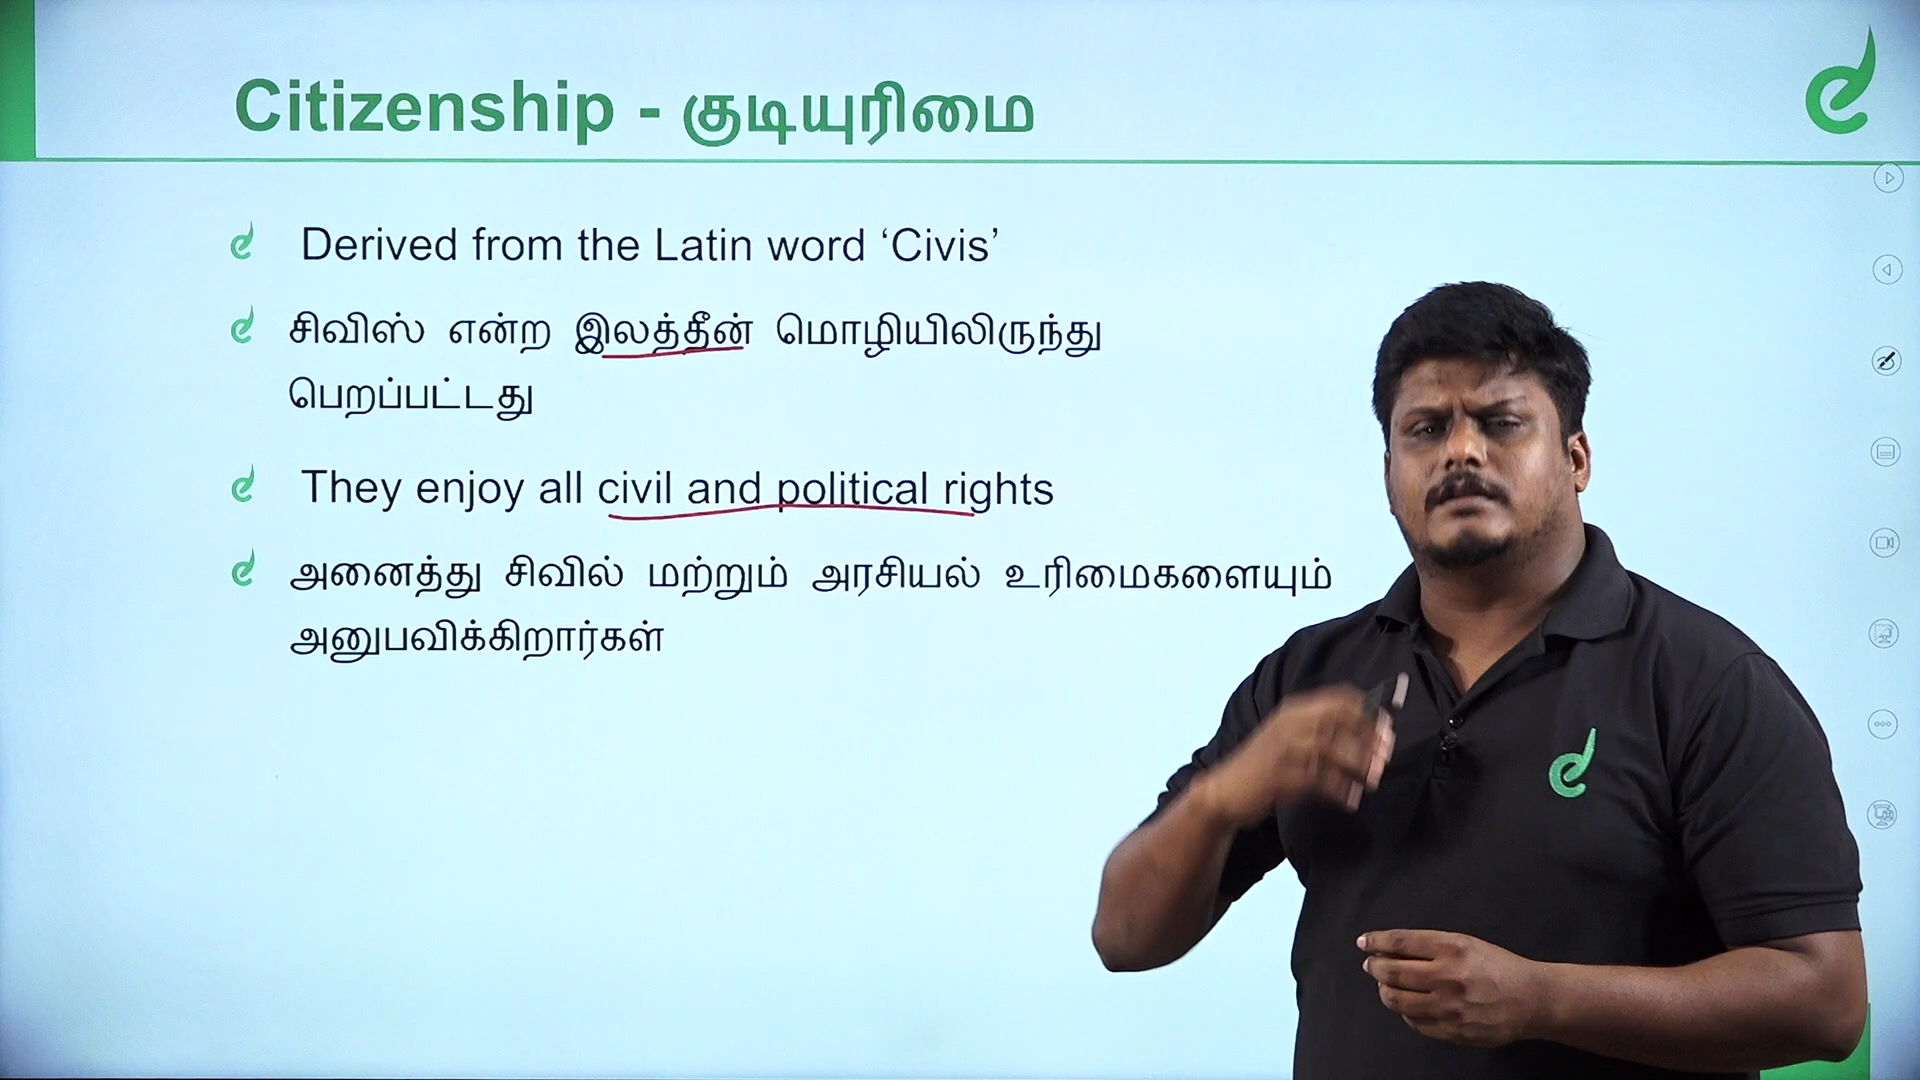 Citizenship - குடியுரிமை
Derived from the Latin word ‘Civis’
சிவிஸ் என்ற இலத்தீன் மொழியிலிருந்து
பெறப்பட்டது
They enjoy all civil and political rights
அனைத்து சிவில் மற்றும் அரசியல் உரிமைகளையும்
அனுபவிக்கிறார்கள்